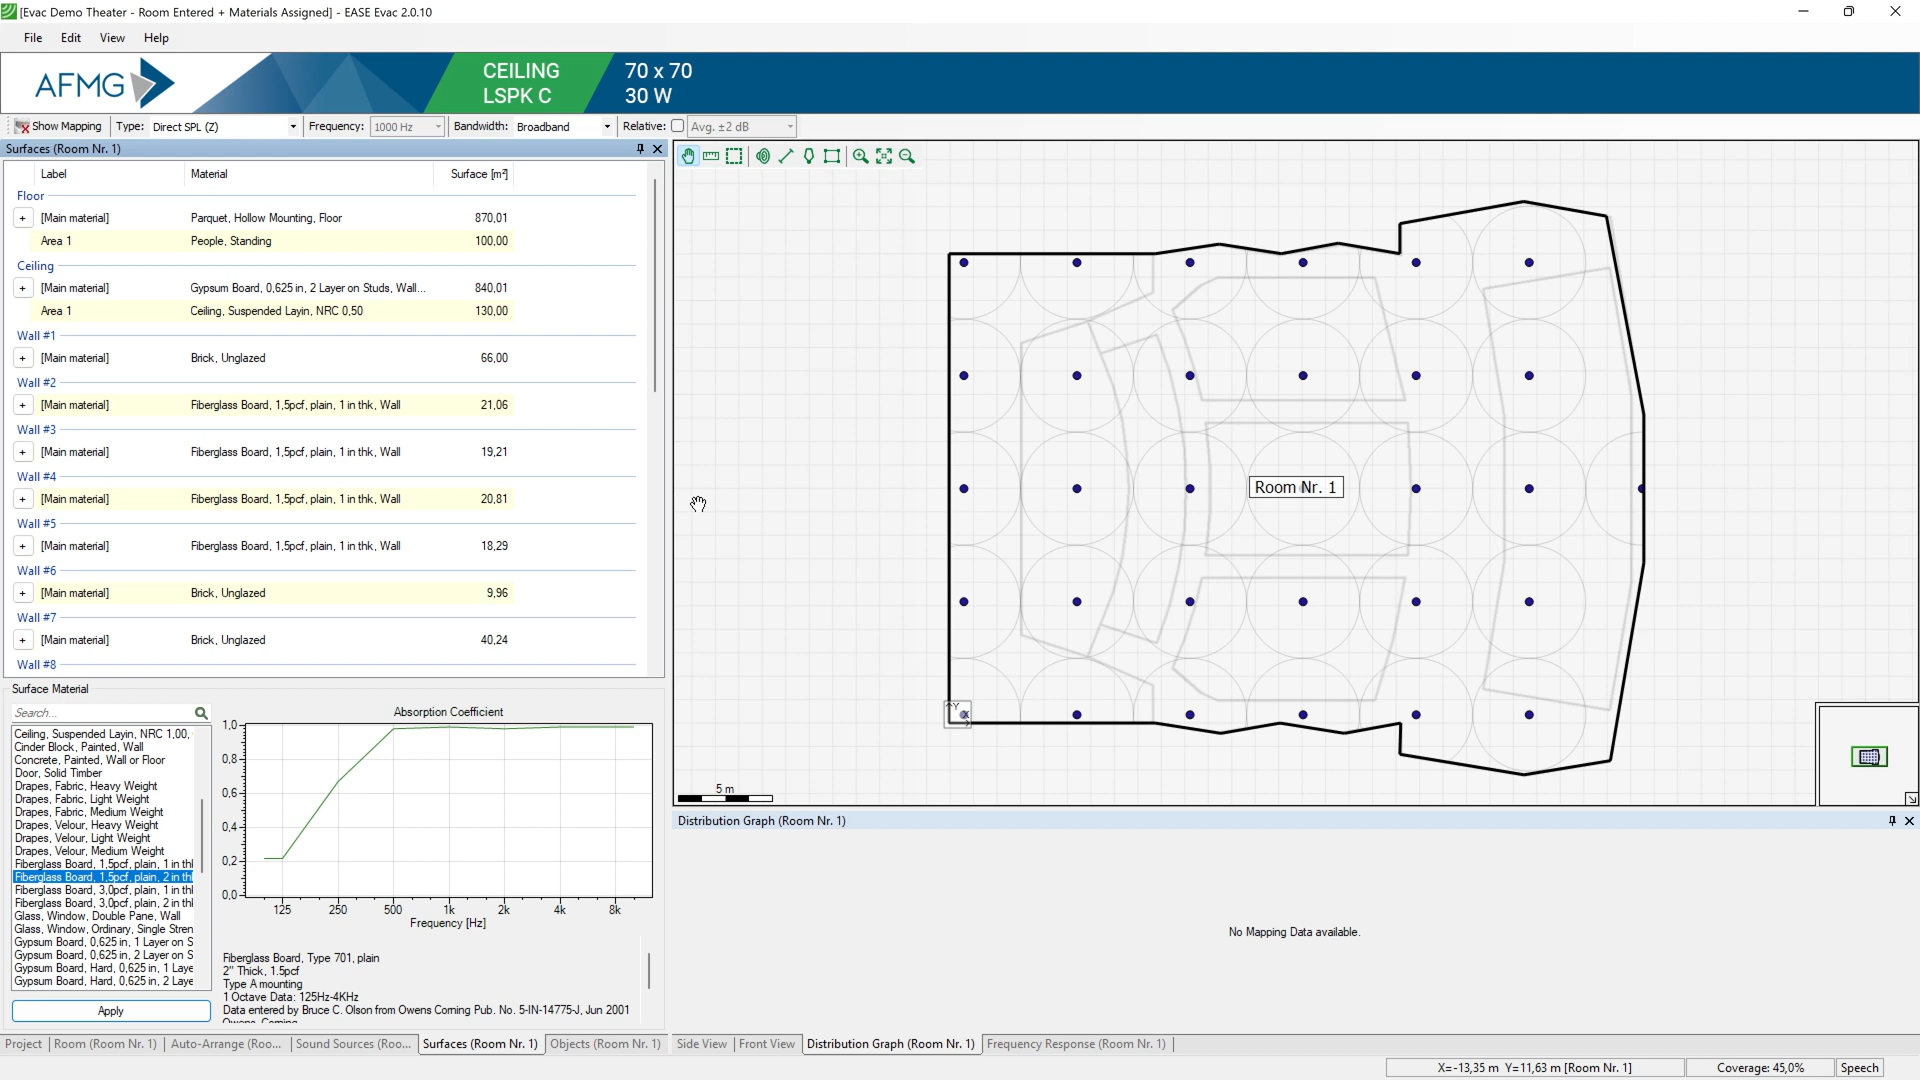 [Evac Demo Theater - Room Entered + Materials Assigned] - EASE Evac 2.0.10
File Edit View Help
AFMG
CEILING 70 x 70
LSPK C 30 W
Show Mapping Type: Direct SPL (Z) Frequency: 1000 Hz Bandwidth: Broadband Relative: Avg. ±2 dB
Surfaces (Room Nr. 1)
Label Material Surface [m²]
Floor
+ [Main material] Parquet, Hollow Mounting, Floor 870,01
Area 1 People, Standing 100,00
Ceiling
+ [Main material] Gypsum Board, 0,625 in, 2 Layer on Studs, Wall... 840,01
Area 1 Ceiling, Suspended Layin, NRC 0,50 130,00
Wall #1
+ [Main material] Brick, Unglazed 66,00
Wall #2
+ [Main material] Fiberglass Board, 1,5pcf, plain, 1 in thk, Wall 21,06
Wall #3
+ [Main material] Fiberglass Board, 1,5pcf, plain, 1 in thk, Wall 19,21
Wall #4
+ [Main material] Fiberglass Board, 1,5pcf, plain, 1 in thk, Wall 20,81
Wall #5
+ [Main material] Fiberglass Board, 1,5pcf, plain, 1 in thk, Wall 18,29
Wall #6
+ [Main material] Brick, Unglazed 9,96
Wall #7
+ [Main material] Brick, Unglazed 40,24
Wall #8
Surface Material
Search...
Ceiling, Suspended Layin, NRC 1,00,
Cinder Block, Painted, Wall
Concrete, Painted, Wall or Floor
Door, Solid Timber
Drapes, Fabric, Heavy Weight
Drapes, Fabric, Light Weight
Drapes, Fabric, Medium Weight
Drapes, Velour, Heavy Weight
Drapes, Velour, Light Weight
Drapes, Velour, Medium Weight
Fiberglass Board, 1,5pcf, plain, 1 in th
Fiberglass Board, 1,5pcf, plain, 2 in th
Fiberglass Board, 3,0pcf, plain, 1 in th
Fiberglass Board, 3,0pcf, plain, 2 in th
Glass, Window, Double Pane, Wall
Glass, Window, Ordinary, Single Stren
Gypsum Board, 0,625 in, 1 Layer on S
Gypsum Board, 0,625 in, 2 Layer on S
Gypsum Board, Hard, 0,625 in, 1 Laye
Gypsum Board, Hard, 0,625 in, 2 Laye
Apply
Absorption Coefficient
1,0
0,8
0,6
0,4
0,2
0,0
125 250 500 1k 2k 4k 8k
Frequency [Hz]
Fiberglass Board, Type 701, plain
2" Thick, 1.5pcf
Type A mounting
1 Octave Data: 125Hz-4KHz
Data entered by Bruce C. Olson from Owens Corning Pub. No. 5-IN-14775-J, Jun 2001
Room Nr. 1
Y
X
5 m
Distribution Graph (Room Nr. 1)
No Mapping Data available.
Project Room (Room Nr. 1) Auto-Arrange (Roo... Sound Sources (Roo... Surfaces (Room Nr. 1) Objects (Room Nr. 1) Side View Front View Distribution Graph (Room Nr. 1) Frequency Response (Room Nr. 1)
X=-13,35 m Y=11,63 m [Room Nr. 1] Coverage: 45,0% Speech